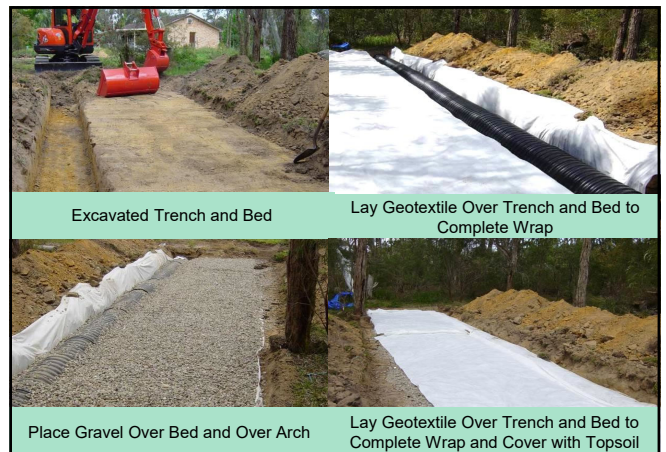 Excavated Trench and Bed
Lay Geotextile Over Trench and Bed to
Complete Wrap
Place Gravel Over Bed and Over Arch
Lay Geotextile Over Trench and Bed to
Complete Wrap and Cover with Topsoil